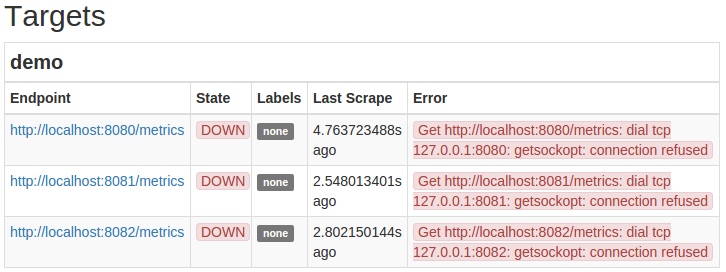 Targets
demo
Endpoint State Labels Last Scrape Error
http://localhost:8080/metrics DOWN none 4.763723488s ago Get http://localhost:8080/metrics: dial tcp 127.0.0.1:8080: getsockopt: connection refused
http://localhost:8081/metrics DOWN none 2.548013401s ago Get http://localhost:8081/metrics: dial tcp 127.0.0.1:8081: getsockopt: connection refused
http://localhost:8082/metrics DOWN none 2.802150144s ago Get http://localhost:8082/metrics: dial tcp 127.0.0.1:8082: getsockopt: connection refused